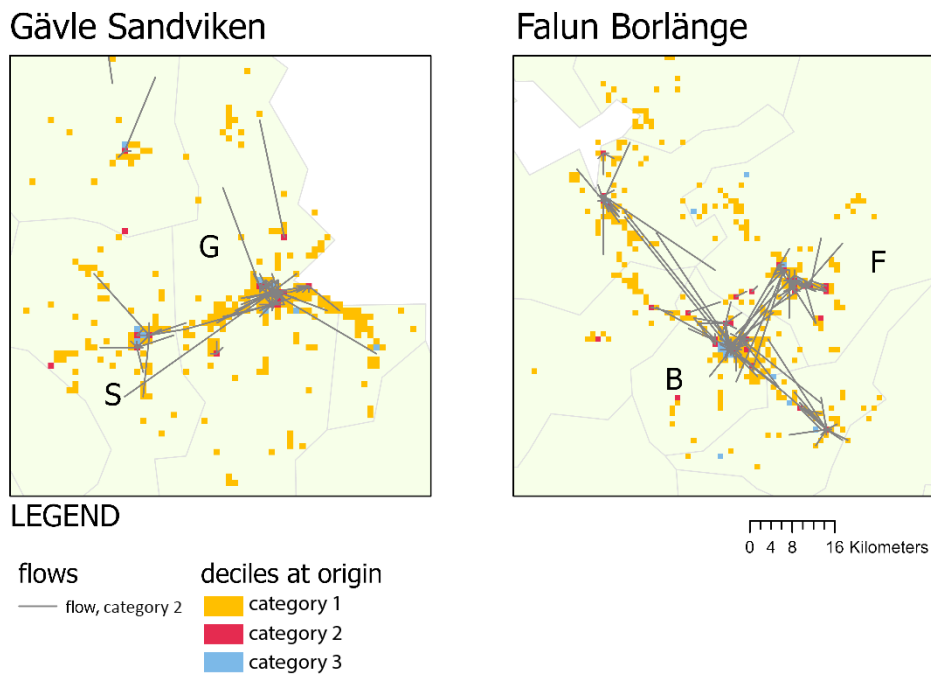 Gävle Sandviken
Falun Borlänge
G
S
F
B
LEGEND
0 4 8 16 Kilometers
flows
flow, category 2
deciles at origin
category 1
category 2
category 3